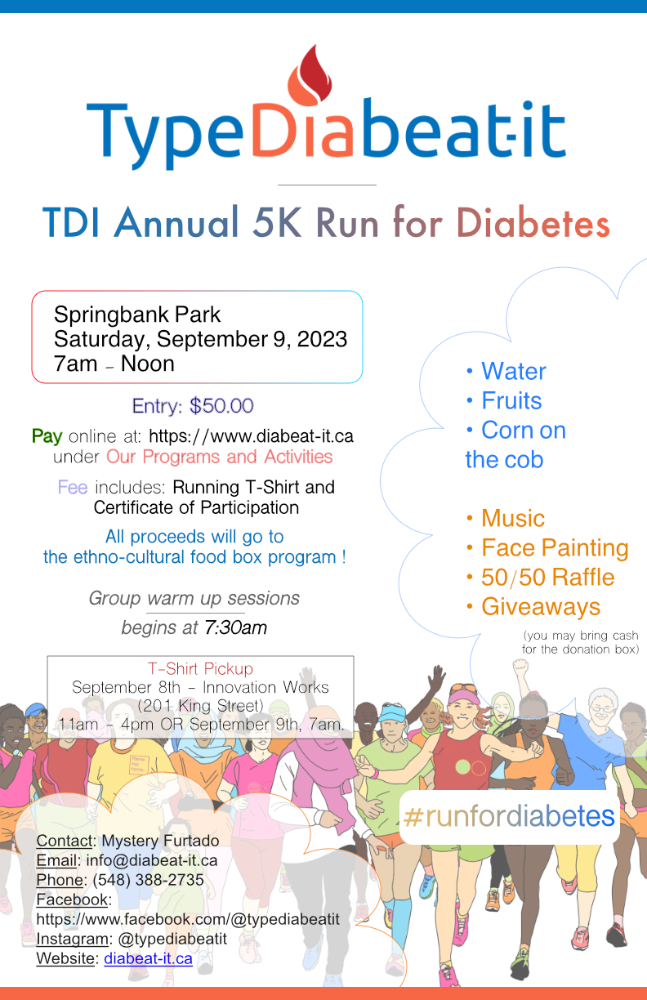 TypeDiabeat-it
TDI Annual 5K Run for Diabetes
Springbank Park
Saturday, September 9, 2023
7am – Noon
Entry: $50.00
Pay online at: https://www.diabeat-it.ca
under Our Programs and Activities
Fee includes: Running T-Shirt and
Certificate of Participation
All proceeds will go to
the ethno-cultural food box program !
Group warm up sessions
begins at 7:30am
T-Shirt Pickup
September 8th – Innovation Works
(201 King Street)
11am – 4pm OR September 9th, 7am.
• Water
• Fruits
• Corn on
the cob
• Music
• Face Painting
• 50/50 Raffle
• Giveaways
(you may bring cash
for the donation box)
#runfordiabetes
Contact: Mystery Furtado
Email: info@diabeat-it.ca
Phone: (548) 388-2735
Facebook:
https://www.facebook.com/@typediabeatit
Instagram: @typediabeatit
Website: diabeat-it.ca